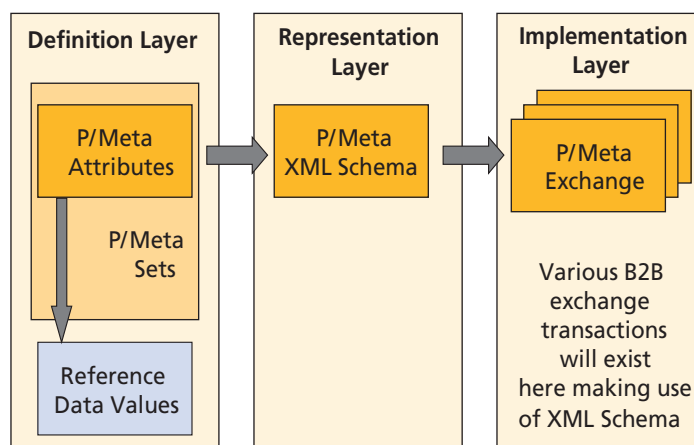 Definition Layer
P/Meta
Attributes
P/Meta
Sets
Reference
Data Values
Representation
Layer
P/Meta
XML Schema
Implementation
Layer
P/Meta
Exchange
Various B2B
exchange
transactions
will exist
here making use
of XML Schema